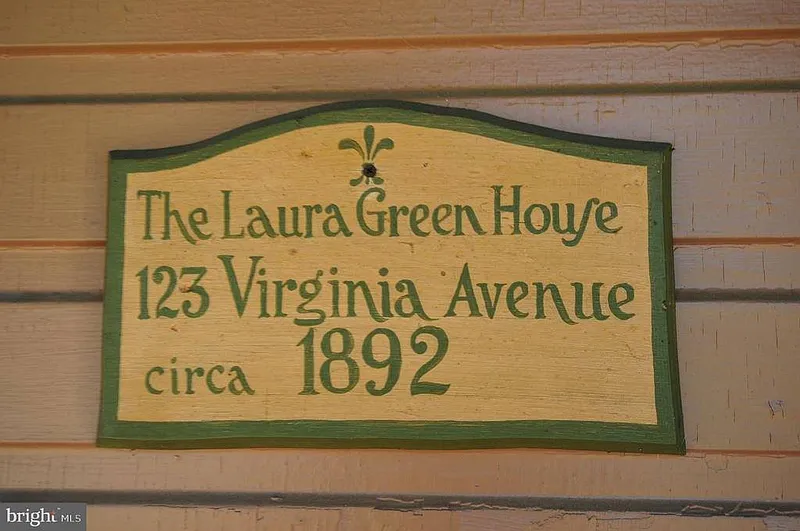 The Laura Green Houſe
123 Virginia Avenue
circa 1892
bright MLS